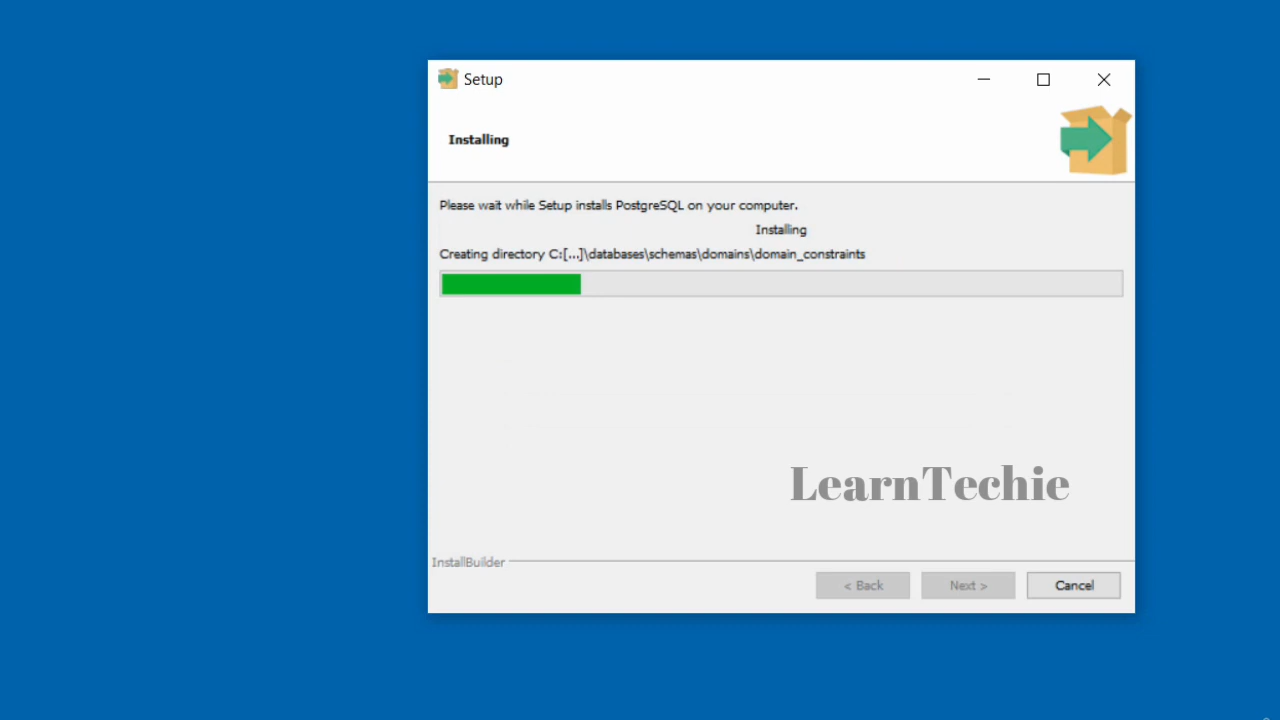 Setup
Installing
Please wait while Setup installs PostgreSQL on your computer.
Installing
Creating directory C:[...]\databases\schemas\domains\domain_constraints
LearnTechie
InstallBuilder
< Back
Next >
Cancel